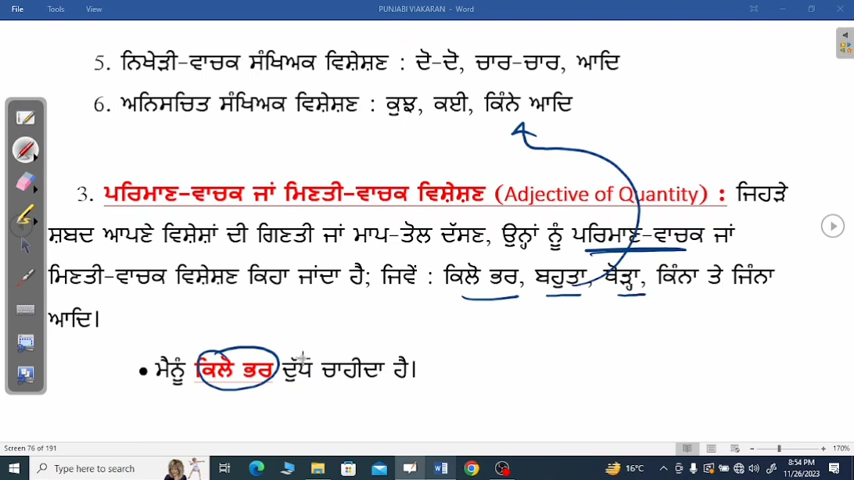 PUNJABI VIAKARAN - Word
File Tools View
5. ਨਿਖੇੜੀ-ਵਾਚਕ ਸੰਖਿਅਕ ਵਿਸ਼ੇਸ਼ਣ : ਦੋ-ਦੋ, ਚਾਰ-ਚਾਰ, ਆਦਿ
6. ਅਨਿਸਚਿਤ ਸੰਖਿਅਕ ਵਿਸ਼ੇਸ਼ਣ : ਕੁਝ, ਕਈ, ਕਿੰਨੇ ਆਦਿ
3. ਪਰਿਮਾਣ-ਵਾਚਕ ਜਾਂ ਮਿਣਤੀ-ਵਾਚਕ ਵਿਸ਼ੇਸ਼ਣ (Adjective of Quantity) : ਜਿਹੜੇ
ਸ਼ਬਦ ਆਪਣੇ ਵਿਸ਼ੇਸ਼ਾਂ ਦੀ ਗਿਣਤੀ ਜਾਂ ਮਾਪ-ਤੋਲ ਦੱਸਣ, ਉਨ੍ਹਾਂ ਨੂੰ ਪਰਿਮਾਣ-ਵਾਚਕ ਜਾਂ
ਮਿਣਤੀ-ਵਾਚਕ ਵਿਸ਼ੇਸ਼ਣ ਕਿਹਾ ਜਾਂਦਾ ਹੈ; ਜਿਵੇਂ : ਕਿਲੋ ਭਰ, ਬਹੁਤਾ, ਥੋੜ੍ਹਾ, ਕਿੰਨਾ ਤੇ ਜਿੰਨਾ
ਆਦਿ।
• ਮੈਨੂੰ ਕਿਲੈ ਭਰ ਦੁੱਧ ਚਾਹੀਦਾ ਹੈ।
Screen 76 of 191
170%
Type here to search
16°C
8:54 PM
11/26/2023